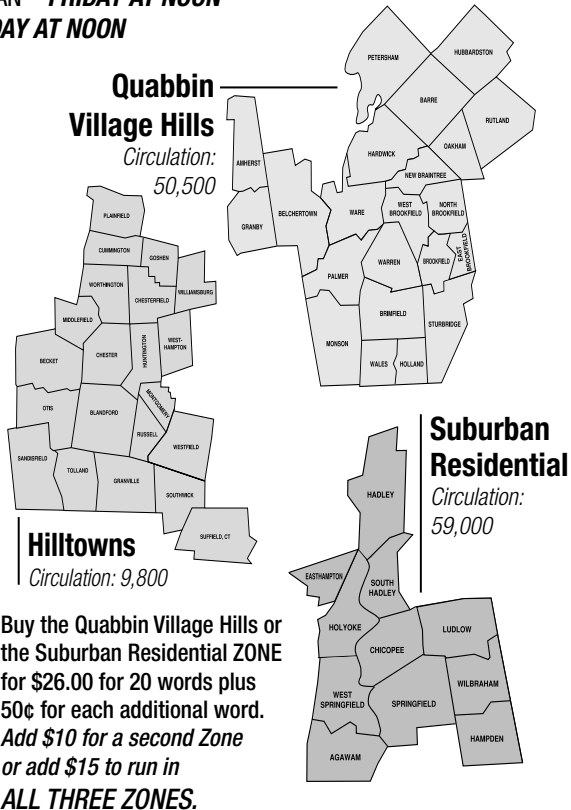 AN – FRIDAY AT NOON
DAY AT NOON
Quabbin
Village Hills
Circulation:
50,500
PETERSHAM
HUBBARDSTON
BARRE
RUTLAND
OAKHAM
HARDWICK
NEW BRAINTREE
AMHERST
BELCHERTOWN
GRANBY
WARE
WEST
BROOKFIELD
NORTH
BROOKFIELD
EAST
BROOKFIELD
BROOKFIELD
WARREN
PALMER
BRIMFIELD
STURBRIDGE
MONSON
WALES
HOLLAND
PLAINFIELD
CUMMINGTON
GOSHEN
WORTHINGTON
CHESTERFIELD
WILLIAMSBURG
MIDDLEFIELD
CHESTER
HUNTINGTON
WEST-
HAMPTON
BECKET
MONTGOMERY
OTIS
BLANDFORD
RUSSELL
WESTFIELD
SANDISFIELD
TOLLAND
GRANVILLE
SOUTHWICK
SUFFIELD, CT
Hilltowns
Circulation: 9,800
Suburban
Residential
Circulation:
59,000
HADLEY
EASTHAMPTON
SOUTH
HADLEY
HOLYOKE
CHICOPEE
LUDLOW
WEST
SPRINGFIELD
SPRINGFIELD
WILBRAHAM
AGAWAM
HAMPDEN
Buy the Quabbin Village Hills or
the Suburban Residential ZONE
for $26.00 for 20 words plus
50¢ for each additional word.
Add $10 for a second Zone
or add $15 to run in
ALL THREE ZONES.